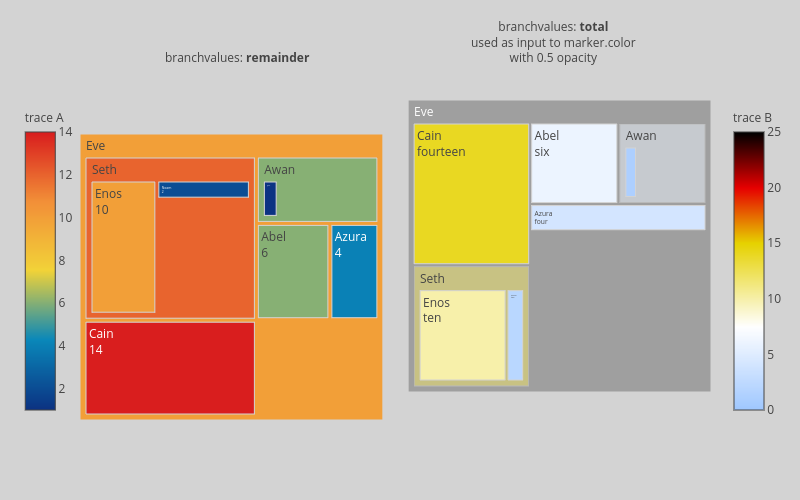 branchvalues: remainder
branchvalues: total
used as input to marker.color
with 0.5 opacity
trace A
14
12
10
8
6
4
2
Eve
Seth
Enos
10
Awan
Abel
6
Azura
4
Cain
14
Eve
Cain
fourteen
Abel
six
Awan
Azura
four
Seth
Enos
ten
trace B
25
20
15
10
5
0